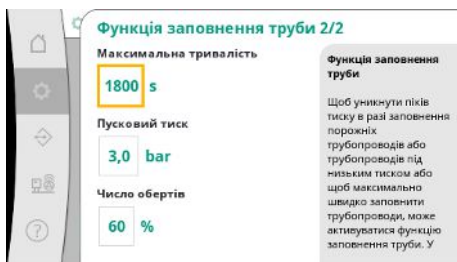 Функція заповнення труби 2/2
Максимальна тривалість
1800 s
Пусковий тиск
3,0 bar
Число обертів
60 %
Функція заповнення
труби
Щоб уникнути піків
тиску в разі заповнення
порожніх
трубопроводів або
трубопроводів під
низьким тиском або
щоб максимально
швидко заповнити
трубопроводи, може
активуватися функцію
заповнення труби. У
?